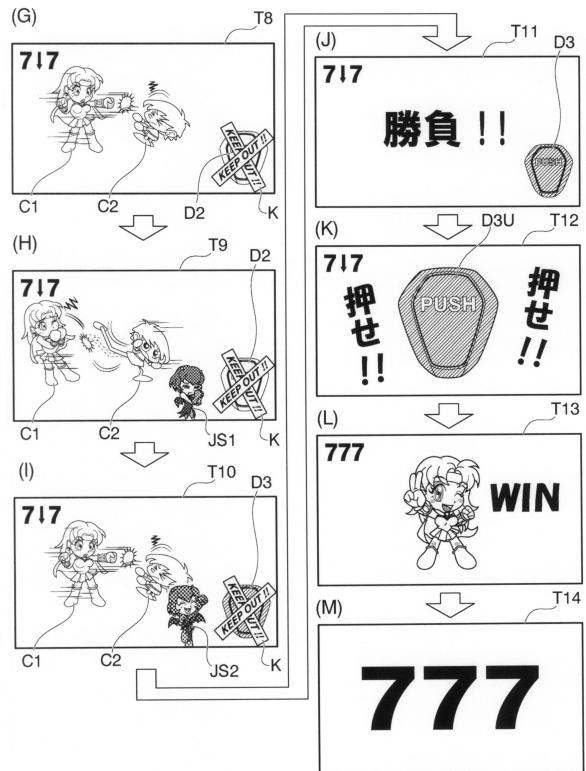 (G)
T8
7↓7
KEEP OUT!!
KEEP OUT!!
C1
C2
D2
K
(H)
T9
D2
7↓7
KEEP OUT!!
KEEP OUT!!
C1
C2
JS1
K
(I)
T10
D3
7↓7
KEEP OUT!!
KEEP OUT!!
C1
C2
JS2
K
(J)
T11
D3
7↓7
勝負!!
PUSH
(K)
D3U
T12
7↓7
押せ!!
PUSH
押せ!!
(L)
T13
777
WIN
(M)
T14
777